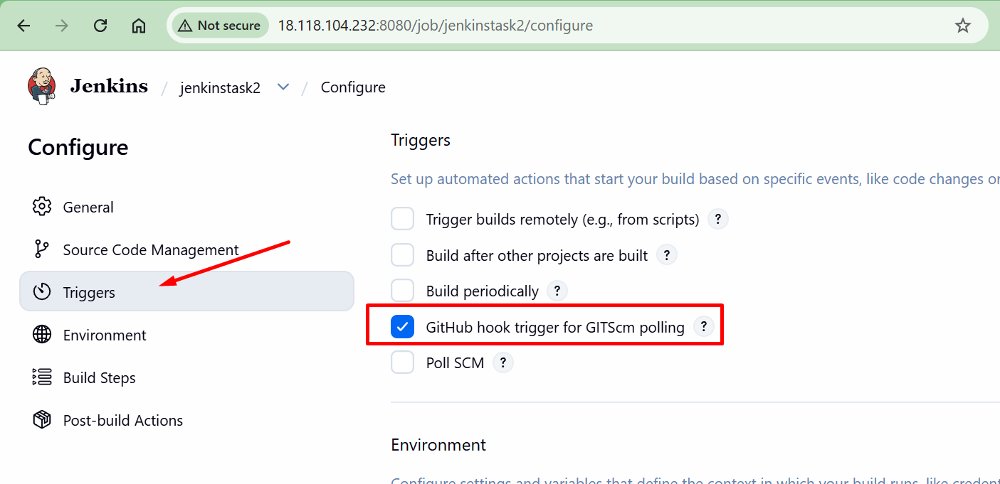 Not secure 18.118.104.232:8080/job/jenkinstask2/configure
Jenkins / jenkinstask2 / Configure
Configure
General
Source Code Management
Triggers
Environment
Build Steps
Post-build Actions
Triggers
Set up automated actions that start your build based on specific events, like code changes or
Trigger builds remotely (e.g., from scripts) ?
Build after other projects are built ?
Build periodically ?
GitHub hook trigger for GITScm polling ?
Poll SCM ?
Environment
Configure settings and variables that define the context in which your build runs, like